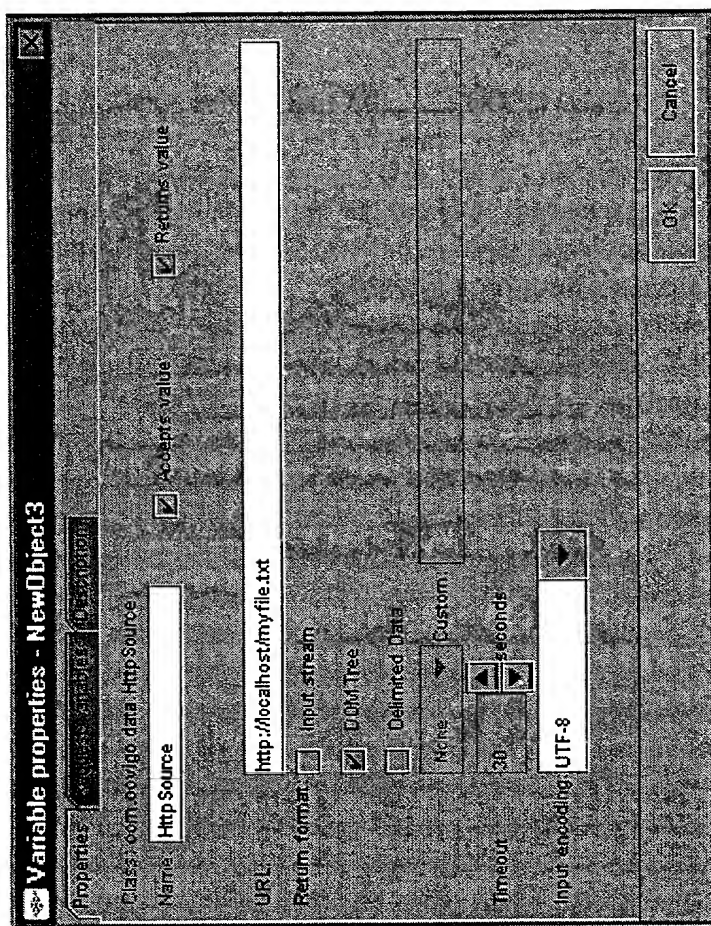 Variable properties - NewObject3
Properties Description
Class: com.covigo.data.HttpSource
Name: HttpSource Accepts value Returns value
URL: http://localhost/myfile.txt
Return format: Input stream
DOM Tree
Delimited Data
None Custom:
Timeout: 30 seconds
Input encoding: UTF-8
OK Cancel